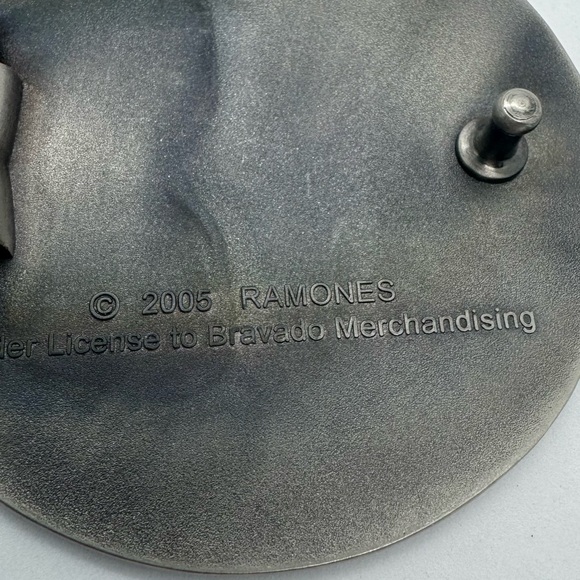 © 2005 RAMONES
License to Bravado Merchandising